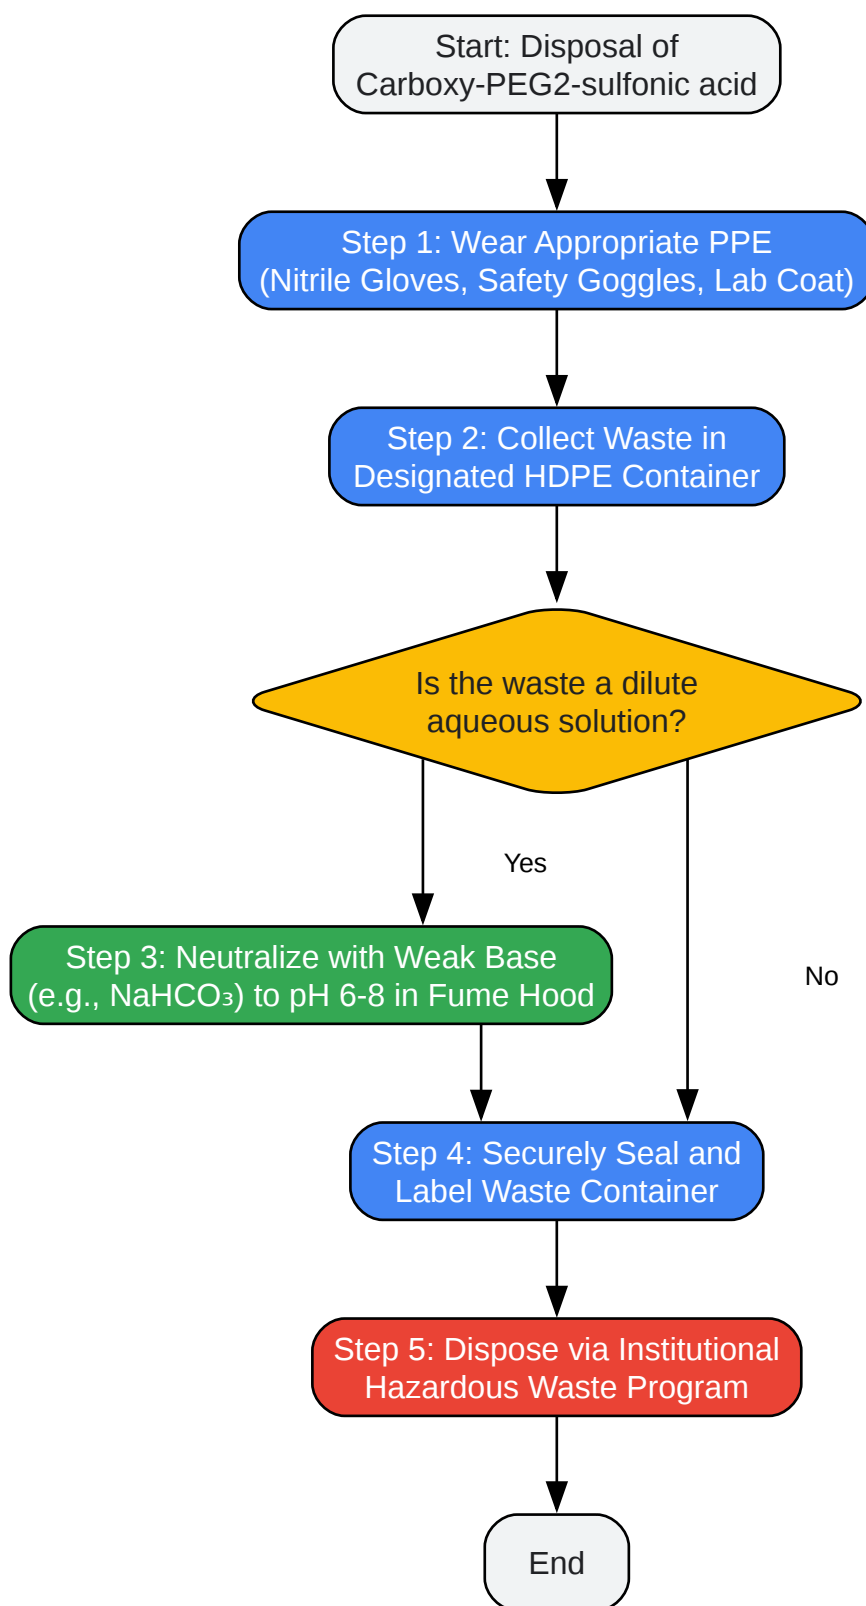 Start: Disposal of
Carboxy-PEG2-sulfonic acid
Step 1: Wear Appropriate PPE
(Nitrile Gloves, Safety Goggles, Lab Coat)
Step 2: Collect Waste in
Designated HDPE Container
Is the waste a dilute
aqueous solution?
Yes
Step 3: Neutralize with Weak Base
(e.g., NaHCO₃) to pH 6-8 in Fume Hood
No
Step 4: Securely Seal and
Label Waste Container
Step 5: Dispose via Institutional
Hazardous Waste Program
End